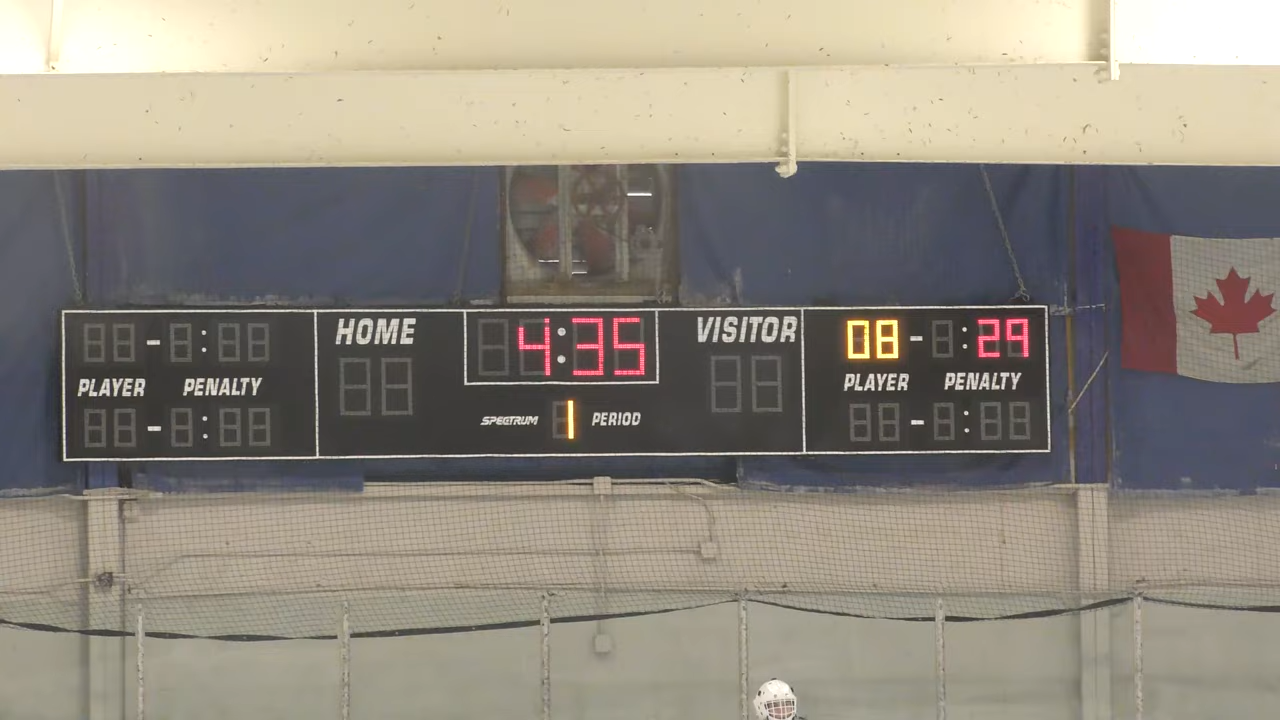 HOME
4:35
VISITOR
08 - :29
PLAYER PENALTY
PLAYER PENALTY
SPECTRUM
1 PERIOD